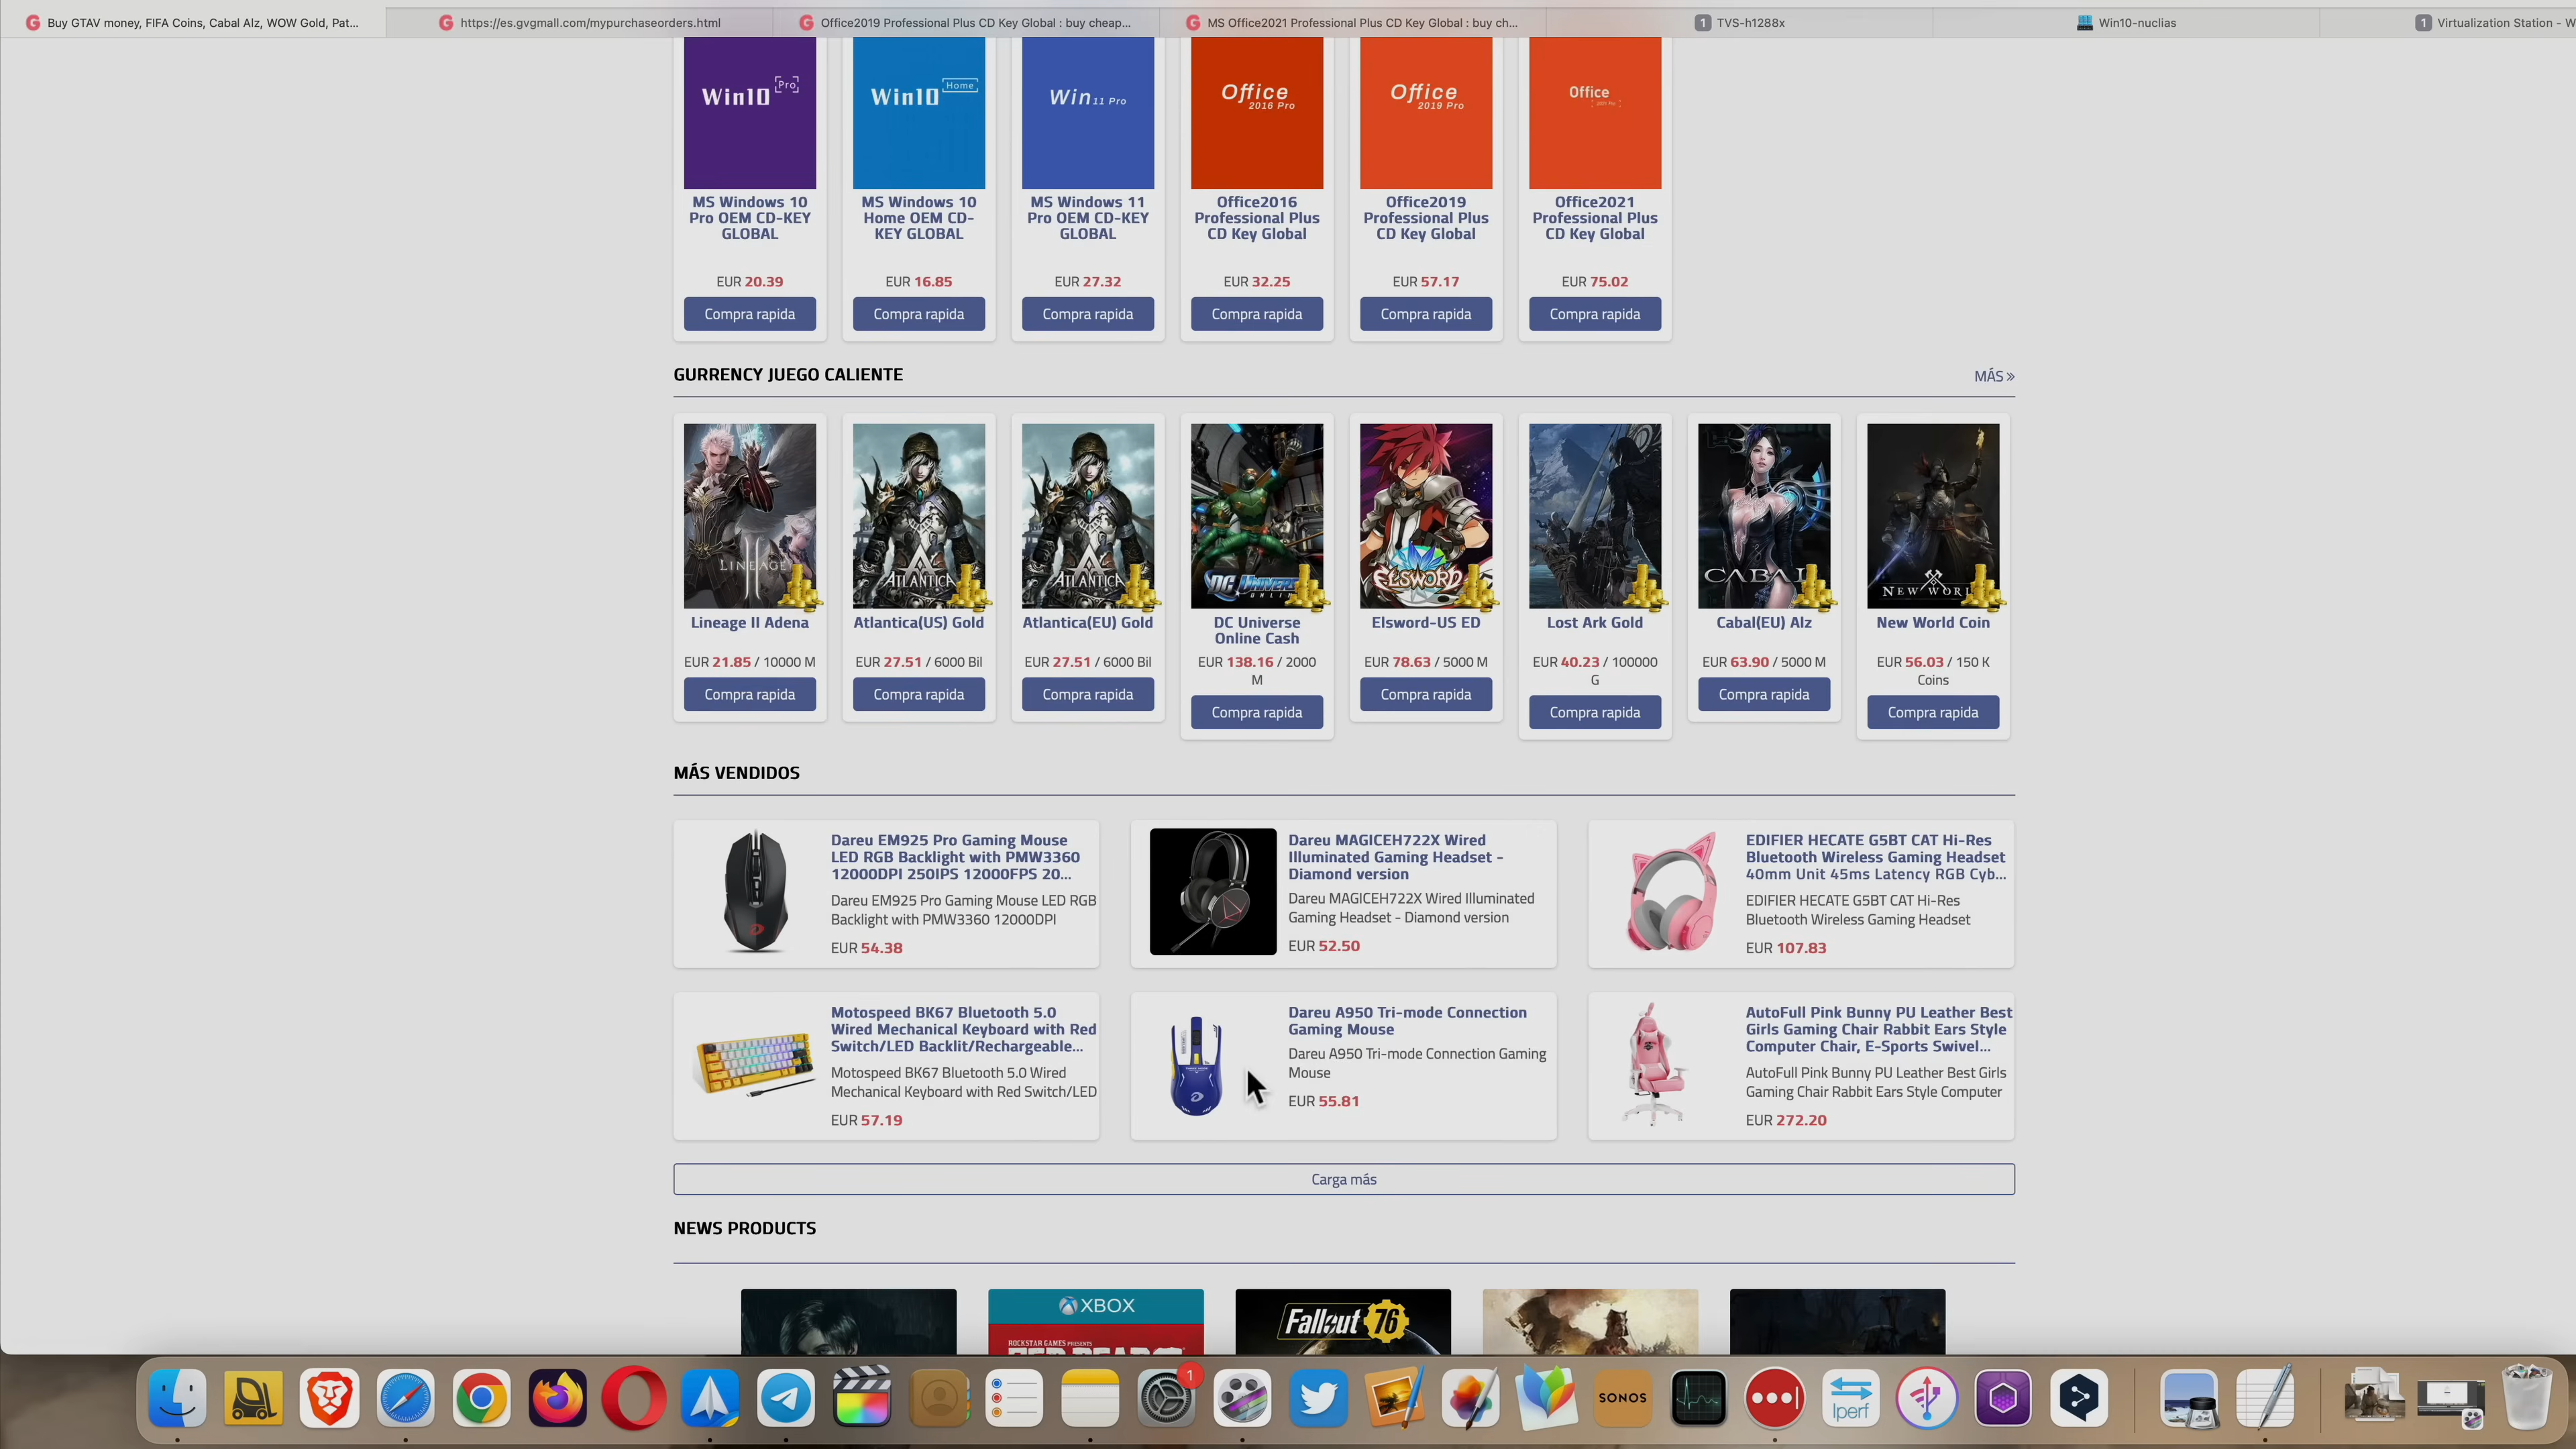 Buy GTAV money, FIFA Coins, Cabal Alz, WOW Gold, Pat...
https://es.gvgmall.com/mypurchaseorders.html
Office2019 Professional Plus CD Key Global : buy cheap...
MS Office2021 Professional Plus CD Key Global : buy ch...
1 TVS-h1288x
Win10-nuclias
1 Virtualization Station - W
Win10 Pro
Win10 Home
Win 11 Pro
Office 2016 Pro
Office 2019 Pro
Office 2021 Pro
MS Windows 10
Pro OEM CD-KEY
GLOBAL
EUR 20.39
Compra rapida
MS Windows 10
Home OEM CD-
KEY GLOBAL
EUR 16.85
Compra rapida
MS Windows 11
Pro OEM CD-KEY
GLOBAL
EUR 27.32
Compra rapida
Office2016
Professional Plus
CD Key Global
EUR 32.25
Compra rapida
Office2019
Professional Plus
CD Key Global
EUR 57.17
Compra rapida
Office2021
Professional Plus
CD Key Global
EUR 75.02
Compra rapida
GURRENCY JUEGO CALIENTE
MÁS »
LINEAGE II
Lineage II Adena
EUR 21.85 / 10000 M
Compra rapida
ATLANTICA
Atlantica(US) Gold
EUR 27.51 / 6000 Bil
Compra rapida
ATLANTICA
Atlantica(EU) Gold
EUR 27.51 / 6000 Bil
Compra rapida
DC UNIVERSE
ONLINE
DC Universe
Online Cash
EUR 138.16 / 2000
M
Compra rapida
ELSWORD
Elsword-US ED
EUR 78.63 / 5000 M
Compra rapida
Lost Ark Gold
EUR 40.23 / 100000
G
Compra rapida
CABAL
Cabal(EU) Alz
EUR 63.90 / 5000 M
Compra rapida
NEW WORL
New World Coin
EUR 56.03 / 150 K
Coins
Compra rapida
MÁS VENDIDOS
Dareu EM925 Pro Gaming Mouse
LED RGB Backlight with PMW3360
12000DPI 250IPS 12000FPS 20...
Dareu EM925 Pro Gaming Mouse LED RGB
Backlight with PMW3360 12000DPI
EUR 54.38
Dareu MAGICEH722X Wired
Illuminated Gaming Headset -
Diamond version
Dareu MAGICEH722X Wired Illuminated
Gaming Headset - Diamond version
EUR 52.50
EDIFIER HECATE G5BT CAT Hi-Res
Bluetooth Wireless Gaming Headset
40mm Unit 45ms Latency RGB Cyb...
EDIFIER HECATE G5BT CAT Hi-Res
Bluetooth Wireless Gaming Headset
EUR 107.83
Motospeed BK67 Bluetooth 5.0
Wired Mechanical Keyboard with Red
Switch/LED Backlit/Rechargeable...
Motospeed BK67 Bluetooth 5.0 Wired
Mechanical Keyboard with Red Switch/LED
EUR 57.19
Dareu A950 Tri-mode Connection
Gaming Mouse
Dareu A950 Tri-mode Connection Gaming
Mouse
EUR 55.81
AutoFull Pink Bunny PU Leather Best
Girls Gaming Chair Rabbit Ears Style
Computer Chair, E-Sports Swivel...
AutoFull Pink Bunny PU Leather Best Girls
Gaming Chair Rabbit Ears Style Computer
EUR 272.20
Carga más
NEWS PRODUCTS
XBOX
ROCKSTAR GAMES PRESENTS
RED DEAD
Fallout 76
1
SONOS
Iperf